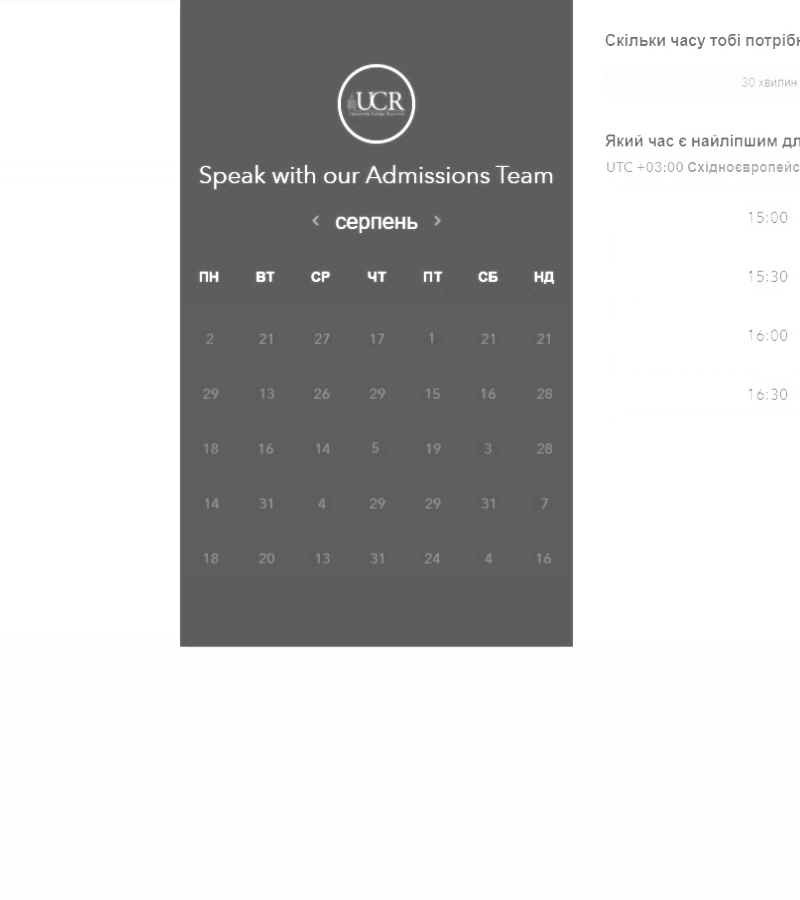 UCR
Speak with our Admissions Team
‹ серпень ›
ПН ВТ СР ЧТ ПТ СБ НД
2 21 27 17 1 21 21
29 13 26 29 15 16 28
18 16 14 5 19 3 28
14 31 4 29 29 31 7
18 20 13 31 24 4 16
Скільки часу тобі потрібн
30 хвилин
Який час є найліпшим дл
UTC +03:00 Східноєвропейс
15:00
15:30
16:00
16:30